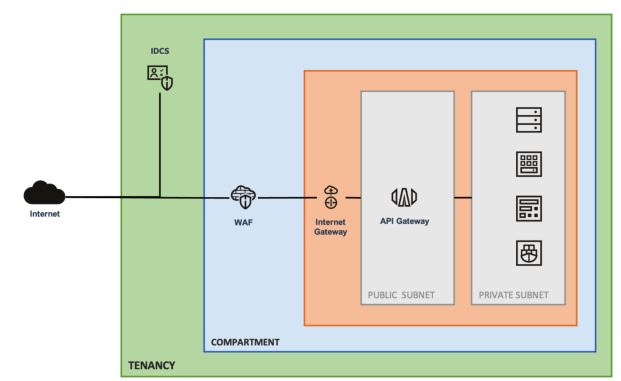 IDCS
Internet
WAF
Internet
Gateway
API Gateway
PUBLIC SUBNET
PRIVATE SUBNET
COMPARTMENT
TENANCY